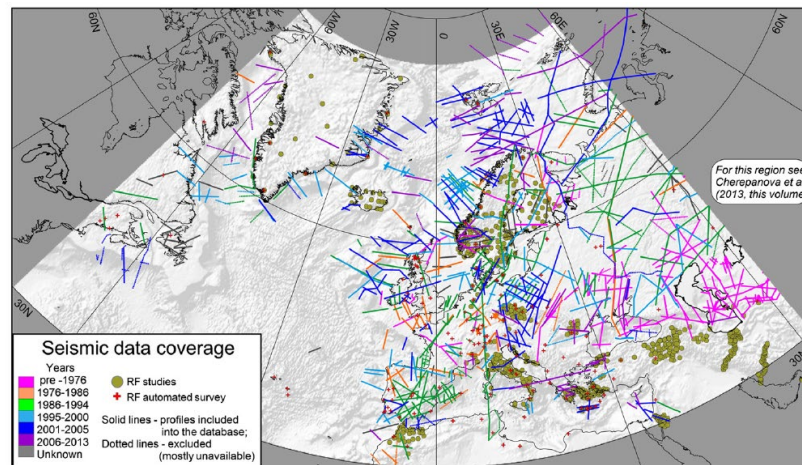 60N
60W
30W
0
30E
60E
60N
For this region see
Cherepanova et a
(2013, this volume
30N
30N
Seismic data coverage
Years
pre -1976
1976-1986
1986-1994
1995-2000
2001-2005
2006-2013
Unknown
RF studies
RF automated survey
Solid lines - profiles included
into the database;
Dotted lines - excluded
(mostly unavailable)